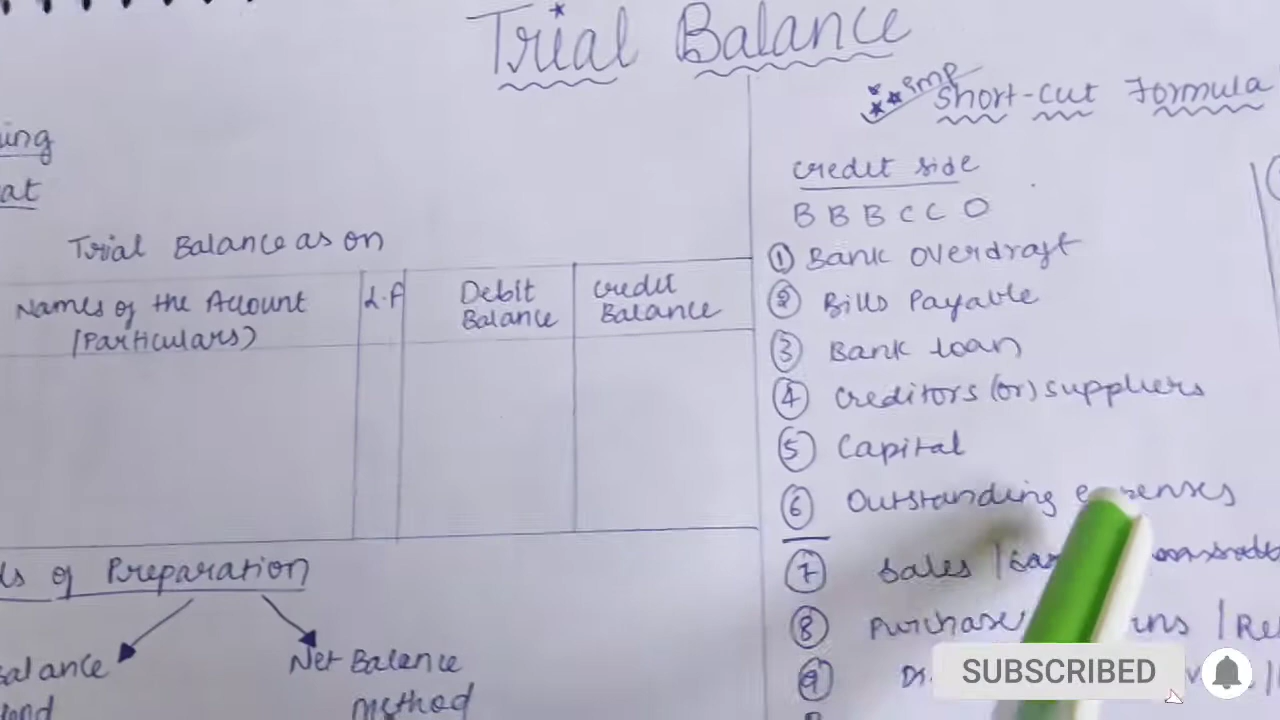 Trial Balance
Imp
Short-cut Formula
ing
at
Credit side
B B B C C O
Trial Balance as on
Names of the Account
(Particulars)
L.F
Debit
Balance
Credit
Balance
① Bank overdraft
② Bills Payable
③ Bank loan
④ Creditors (or) suppliers
⑤ Capital
⑥ Outstanding
⑦ Sales /
⑧ Purchase
⑨
of Preparation
Balance
Net Balance
method
SUBSCRIBED